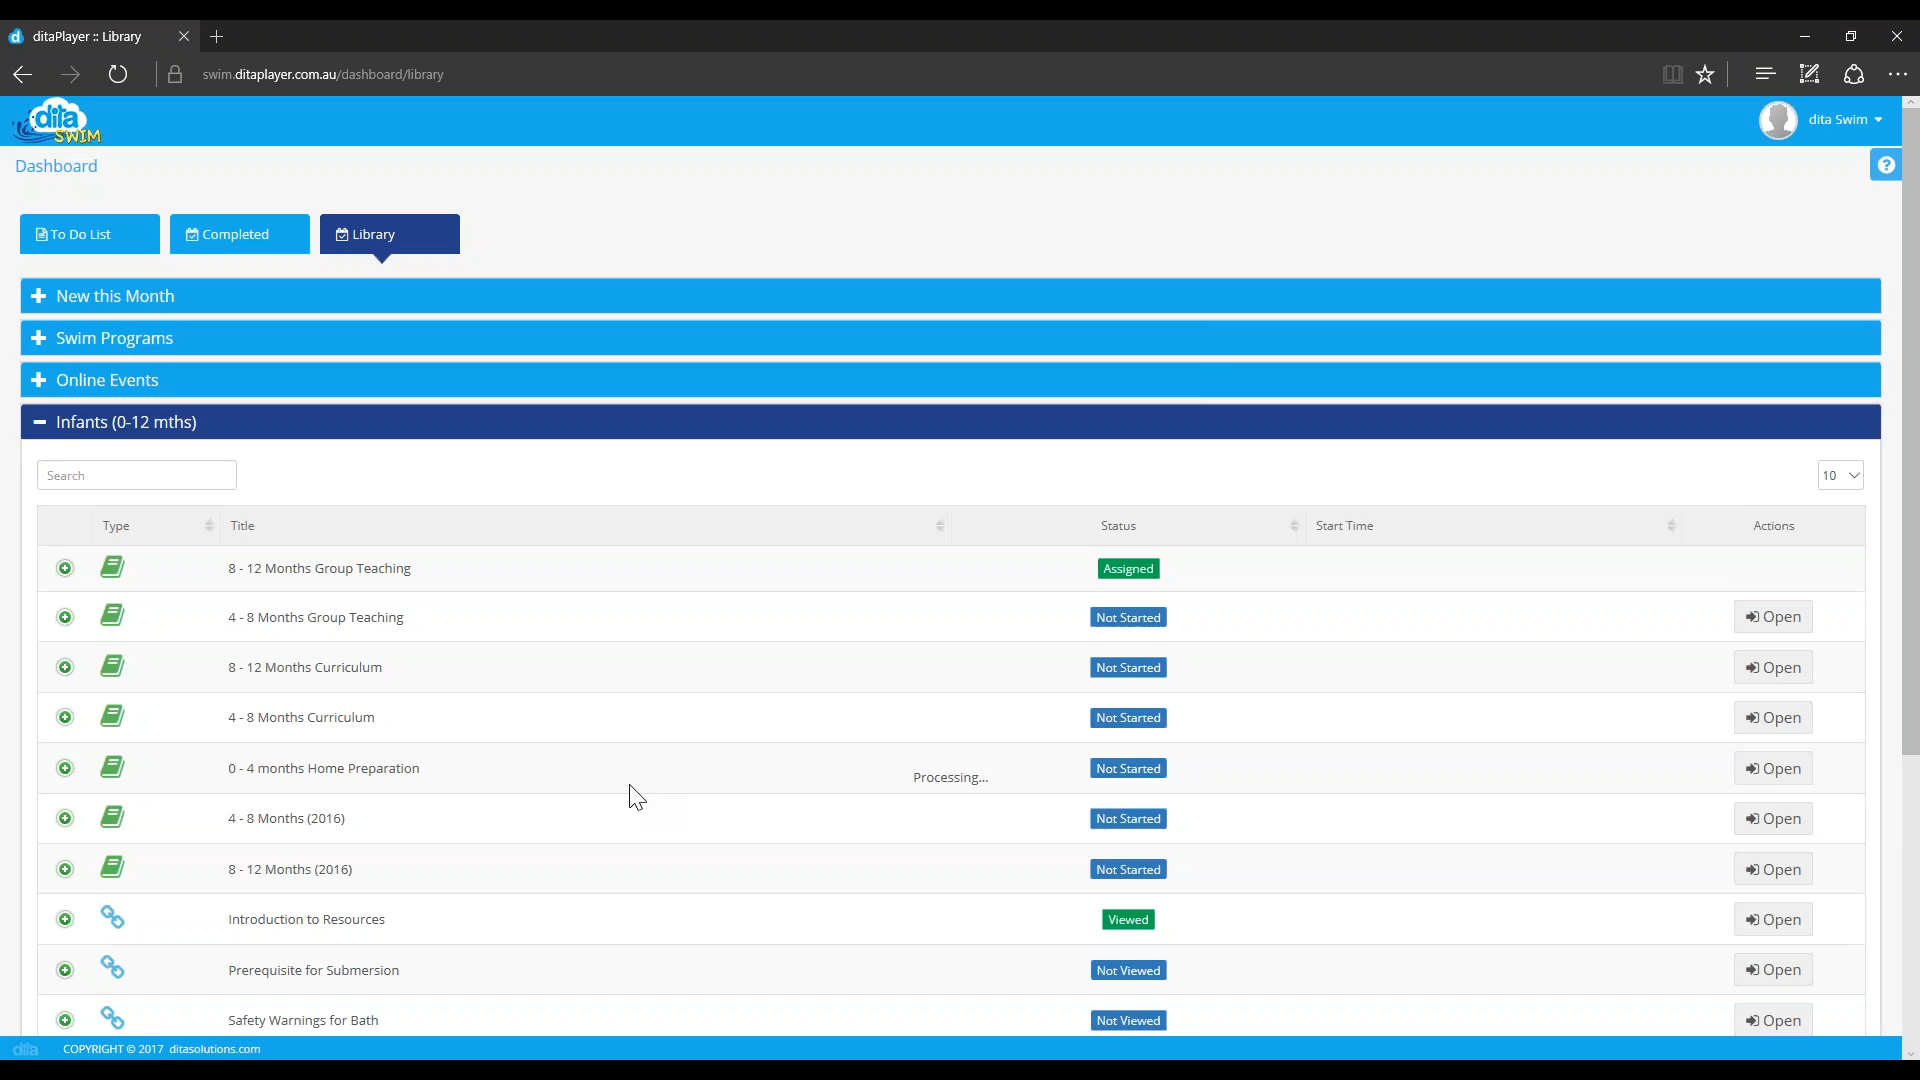 ditaPlayer :: Library
swim.ditaplayer.com.au/dashboard/library
dita SWIM
dita Swim
Dashboard
?
To Do List Completed Library
New this Month
Swim Programs
Online Events
Infants (0-12 mths)
Search 10
Type Title Status Start Time Actions
8 - 12 Months Group Teaching Assigned
4 - 8 Months Group Teaching Not Started Open
8 - 12 Months Curriculum Not Started Open
4 - 8 Months Curriculum Not Started Open
0 - 4 months Home Preparation Not Started Open
Processing...
4 - 8 Months (2016) Not Started Open
8 - 12 Months (2016) Not Started Open
Introduction to Resources Viewed Open
Prerequisite for Submersion Not Viewed Open
Safety Warnings for Bath Not Viewed Open
dita COPYRIGHT © 2017 ditasolutions.com